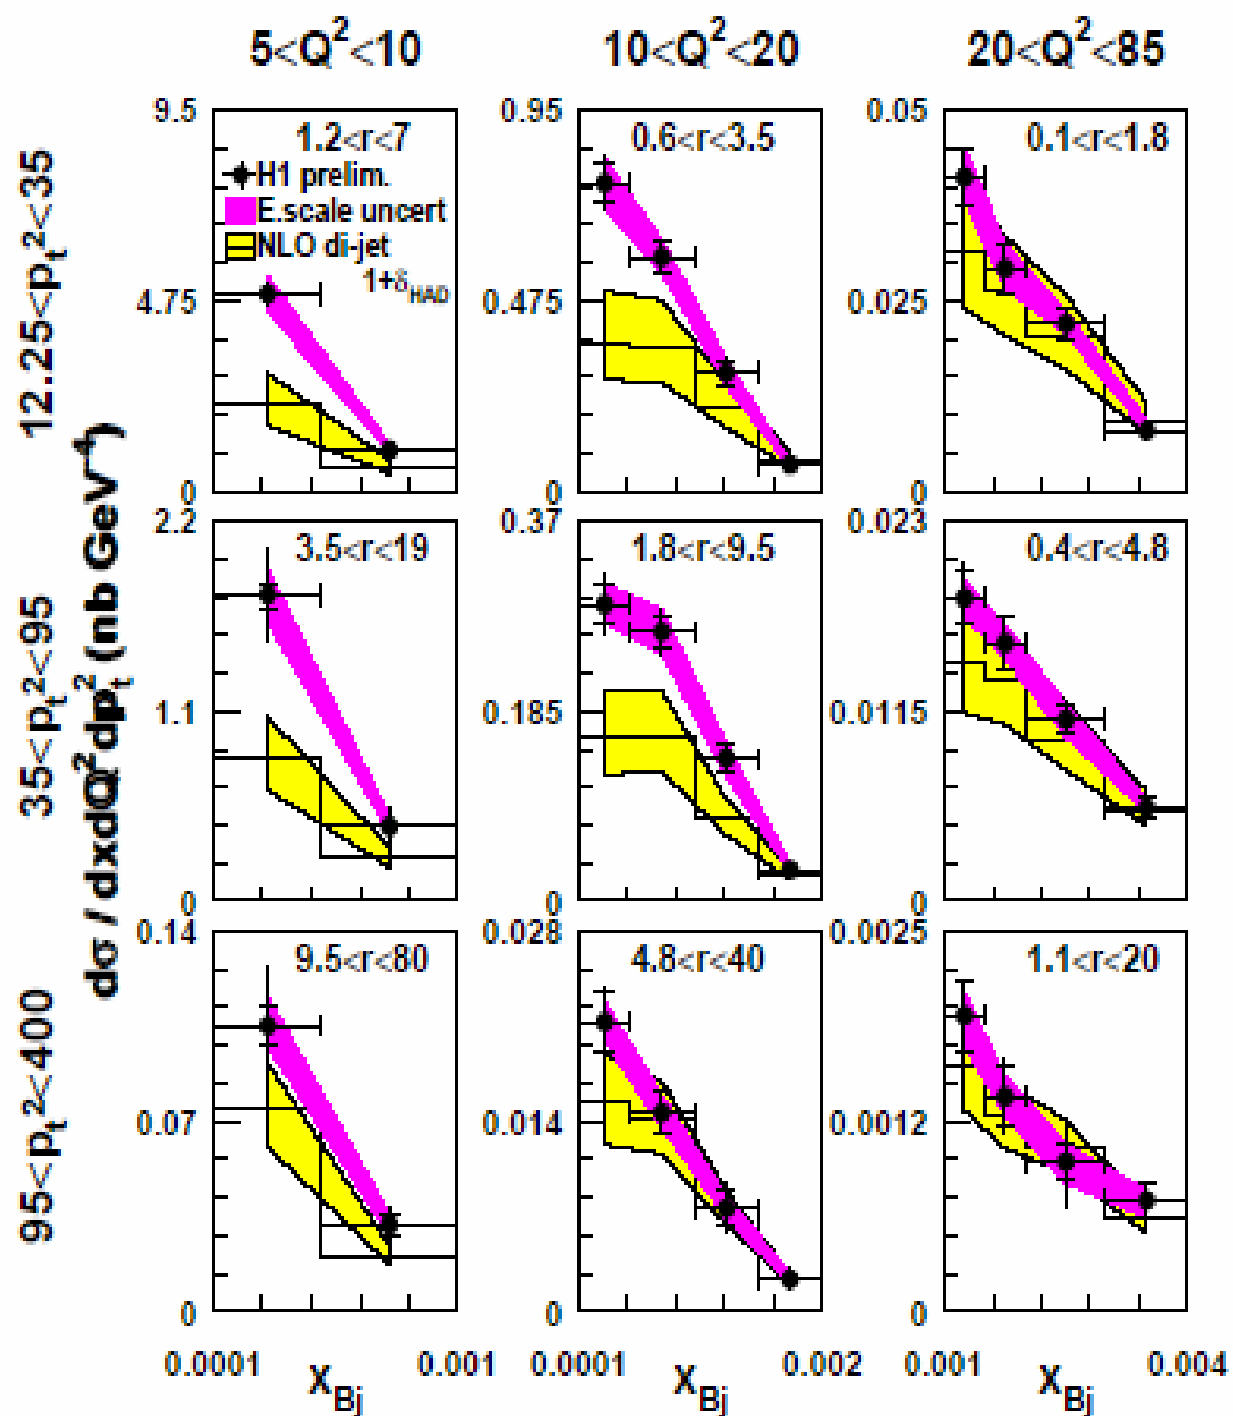 5<Q²<10
10<Q²<20
20<Q²<85
12.25<pₜ²<35
35<pₜ²<95
95<pₜ²<400
dσ / dxdQ²dpₜ² (nb GeV⁻⁴)
9.5
4.75
0
1.2<r<7
H1 prelim.
E.scale uncert
NLO di-jet
1+δHAD
0.95
0.475
0
0.6<r<3.5
0.05
0.025
0
0.1<r<1.8
2.2
1.1
0
3.5<r<19
0.37
0.185
0
1.8<r<9.5
0.023
0.0115
0
0.4<r<4.8
0.14
0.07
0
9.5<r<80
0.028
0.014
0
4.8<r<40
0.0025
0.0012
0
1.1<r<20
0.0001
0.001
0.0001
0.002
0.001
0.004
xBj
xBj
xBj